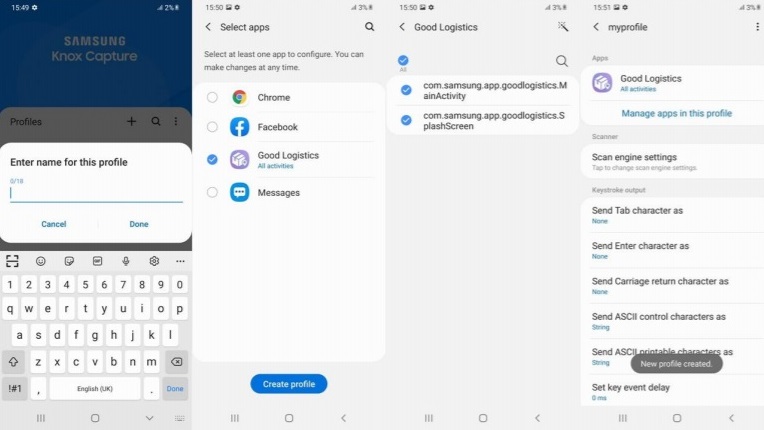 15:49
2%
SAMSUNG
Knox Capture
Profiles
Enter name for this profile
0/18
Cancel
Done
GIF
1 2 3 4 5 6 7 8 9 0
q w e r t y u i o p
a s d f g h j k l
z x c v b n m
!#1 , English (UK) . Done
15:50
3%
Select apps
Select at least one app to configure. You can
make changes at any time.
Chrome
Facebook
Good Logistics
All activities
Messages
Create profile
15:50
3%
Good Logistics
All
com.samsung.app.goodlogistics.M
ainActivity
com.samsung.app.goodlogistics.S
plashScreen
15:51
3%
myprofile
Apps
Good Logistics
All activities
Manage apps in this profile
Scanner
Scan engine settings
Tap to change scan engine settings.
Keystroke output
Send Tab character as
None
Send Enter character as
None
Send Carriage return character as
None
Send ASCII control characters as
String
Send ASCII printable characters as
String
New profile created.
Set key event delay
0 ms